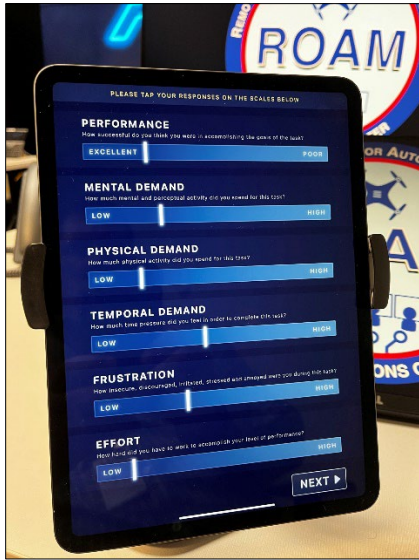 ROAM
PLEASE TAP YOUR RESPONSES ON THE SCALES BELOW
PERFORMANCE
How successful do you think you were in accomplishing the goals of the task?
EXCELLENT POOR
MENTAL DEMAND
How much mental and perceptual activity did you spend for this task?
LOW HIGH
PHYSICAL DEMAND
How much physical activity did you spend for this task?
LOW HIGH
TEMPORAL DEMAND
How much time pressure did you feel in order to complete this task?
LOW HIGH
FRUSTRATION
How insecure, discouraged, irritated, stressed and annoyed were you during this task?
LOW HIGH
EFFORT
How hard did you have to work to accomplish your level of performance?
LOW HIGH
NEXT